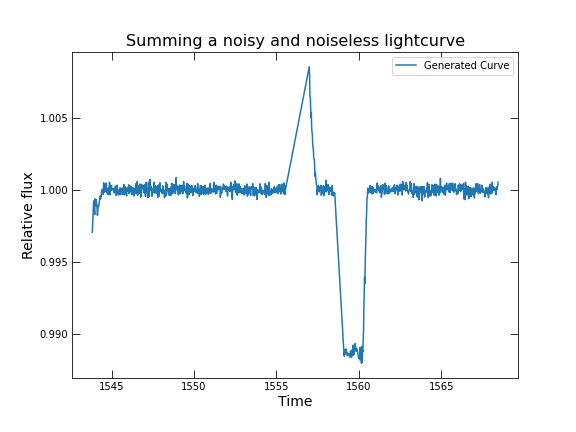 Summing a noisy and noiseless lightcurve
Generated Curve
1.005
1.000
0.995
0.990
Relative flux
1545 1550 1555 1560 1565
Time